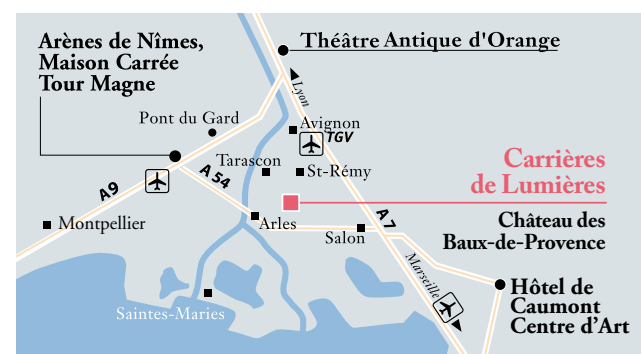 Arènes de Nîmes,
Maison Carrée
Tour Magne
Théâtre Antique d'Orange
Lyon
Pont du Gard
Avignon
TGV
Tarascon
St-Rémy
A 54
A9
Carrières
de Lumières
Montpellier
Arles
Salon
A 7
Château des
Baux-de-Provence
Marseille
Saintes-Maries
Hôtel de
Caumont
Centre d'Art